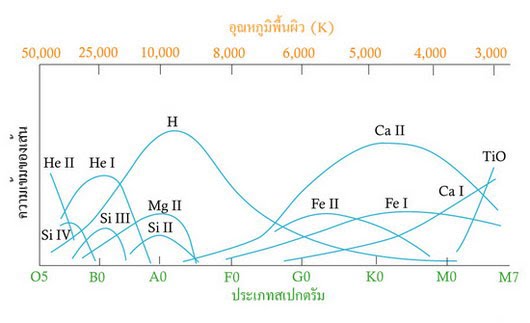 อุณหภูมิพื้นผิว (K)
50,000 25,000 10,000 8,000 6,000 5,000 4,000 3,000
ความเข้มของเส้น
H
Ca II
He II He I TiO
Ca I
Mg II Fe II Fe I
Si III
Si IV Si II
O5 B0 A0 F0 G0 K0 M0 M7
ประเภทสเปกตรัม